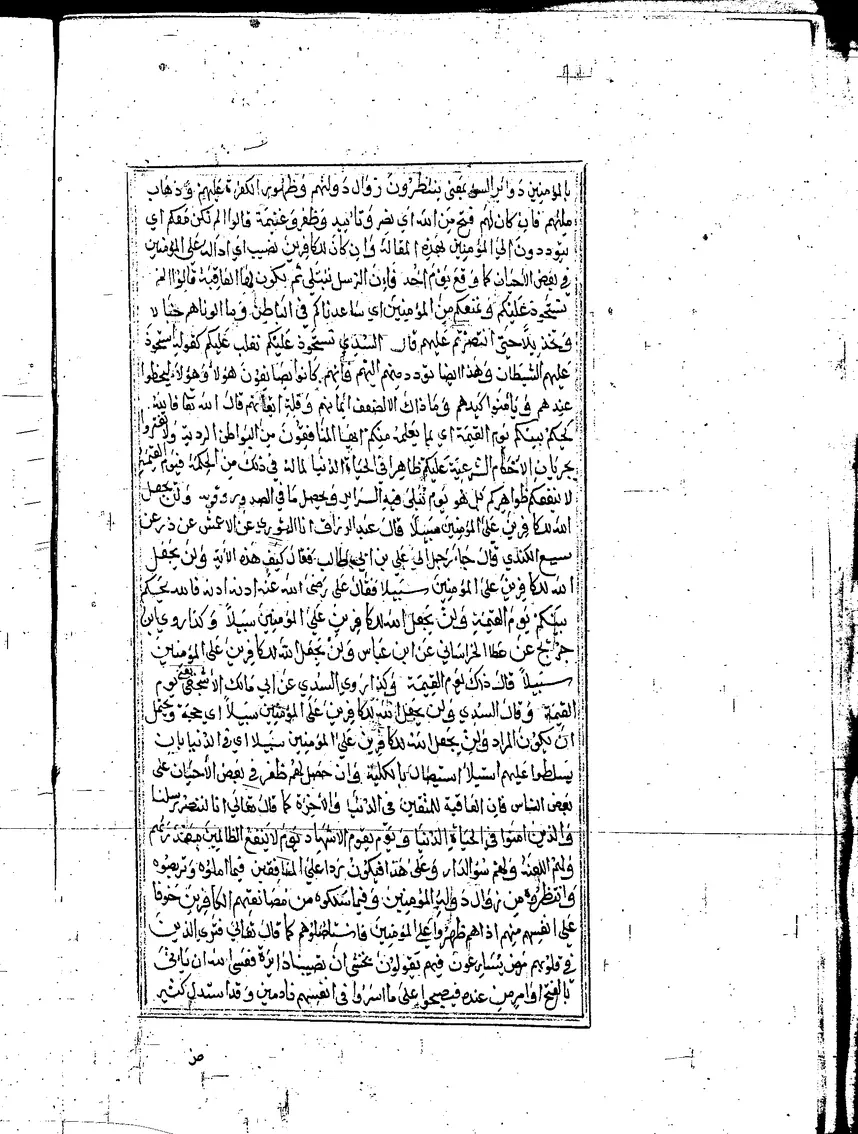 بالمؤمنين دوائر السوء بمعنى ينتظرون زوال دولتهم وظهور الكفرة عليهم وذهاب
ملتهم فان كان لهم فتح من الله اي نصر وتاييد وظفر وغنيمة قالوا الم نكن معكم اي
يتوددون الى المؤمنين بهذه المقالة وان كان للكافرين نصيب اي ادالة على المؤمنين
في بعض الاحيان كما وقع يوم احد فان الرسل تبتلى ثم يكون لها العاقبة قالوا الم
نستحوذ عليكم ونمنعكم من المؤمنين اي ساعدناكم في الباطن وما الوناهم خبالا
وتخذيلا حتى انتصرتم عليهم قال السدي نستحوذ عليكم نغلب عليكم كقوله استحوذ
عليهم الشيطان وهذا ايضا تودد منهم اليهم فانهم كانوا يصانعون هؤلاء وهؤلاء ليحظوا
عندهم ويامنوا كيدهم وما ذاك الا لضعف ايمانهم وقلة ايقانهم قال الله تعالى فالله
يحكم بينكم يوم القيمة اي بما يعلمه منكم ايها المنافقون من البواطن الردية ولا تغتروا
بجريان الاحكام الشرعية عليكم ظاهرا في الحياة الدنيا لما له في ذلك من الحكمة فيوم القيمة
لا تنفعكم ظواهركم بل هو يوم تبلى فيه السرائر ويحصل ما في الصدور وقوله ولن يجعل
الله للكافرين على المؤمنين سبيلا قال عبد الرزاق انا الثوري عن الاعمش عن ذر عن
سبيع الكندي قال جاء رجل الى علي بن ابي طالب فقال كيف هذه الاية ولن يجعل
الله للكافرين على المؤمنين سبيلا فقال علي رضي الله عنه ادنه ادنه فالله يحكم
بينكم يوم القيمة ولن يجعل الله للكافرين على المؤمنين سبيلا وكذا روي ابن
جريج عن عطا الخراساني عن ابن عباس ولن يجعل الله للكافرين على المؤمنين
سبيلا قال ذلك يوم القيمة وكذا روي السدي عن ابي مالك الاشجعي يعني يوم
القيمة وقال السدي ولن يجعل الله للكافرين على المؤمنين سبيلا اي حجة ويحتمل
ان يكون المراد ولن يجعل الله للكافرين على المؤمنين سبيلا اي في الدنيا بان
يسلطوا عليهم استيلاء استيصال بالكلية وان حصل لهم ظفر في بعض الاحيان على
بعض الناس فان العاقبة للمتقين في الدنيا والاخرة كما قال تعالى انا لننصر رسلنا
والذين امنوا في الحياة الدنيا ويوم يقوم الاشهاد يوم لا ينفع الظالمين معذرتهم
ولهم اللعنة ولهم سوء الدار وعلى هذا فيكون ردا على المنافقين فيما املوه وتربصوه
وانتظروه من زوال دولة المؤمنين وفيما سلكوه من مصانعتهم الكافرين خوفا
على انفسهم منهم اذا هم ظهروا على المؤمنين فاستاصلوهم كما قال تعالى فترى الذين
في قلوبهم مرض يسارعون فيهم يقولون نخشى ان تصيبنا دائرة فعسى الله ان ياتي
بالفتح او امر من عنده فيصبحوا على ما اسروا في انفسهم نادمين وقد استدل كثير